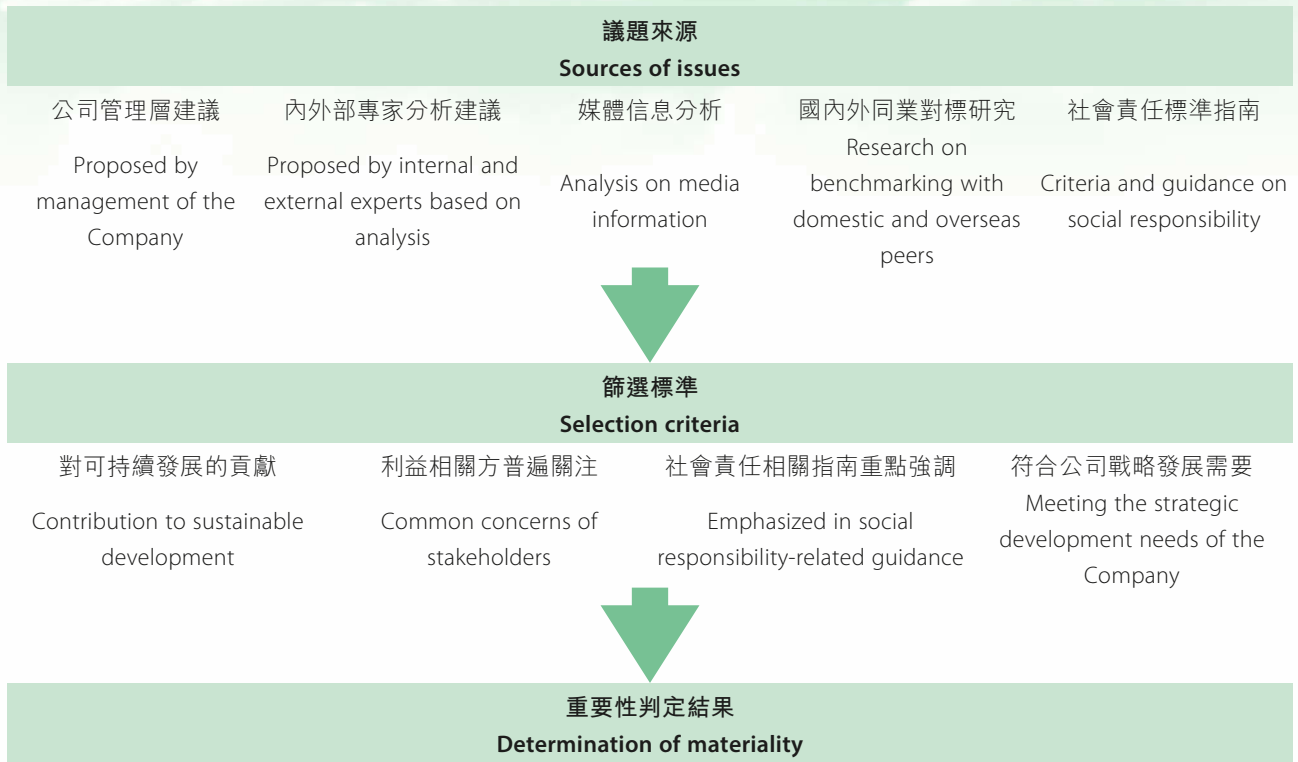 議題來源
Sources of issues
公司管理層建議
Proposed by
management of the
Company
內外部專家分析建議
Proposed by internal and
external experts based on
analysis
媒體信息分析
Analysis on media
information
國內外同業對標研究
Research on
benchmarking with
domestic and overseas
peers
社會責任標準指南
Criteria and guidance on
social responsibility
篩選標準
Selection criteria
對可持續發展的貢獻
Contribution to sustainable
development
利益相關方普遍關注
Common concerns of
stakeholders
社會責任相關指南重點強調
Emphasized in social
responsibility-related guidance
符合公司戰略發展需要
Meeting the strategic
development needs of the
Company
重要性判定結果
Determination of materiality